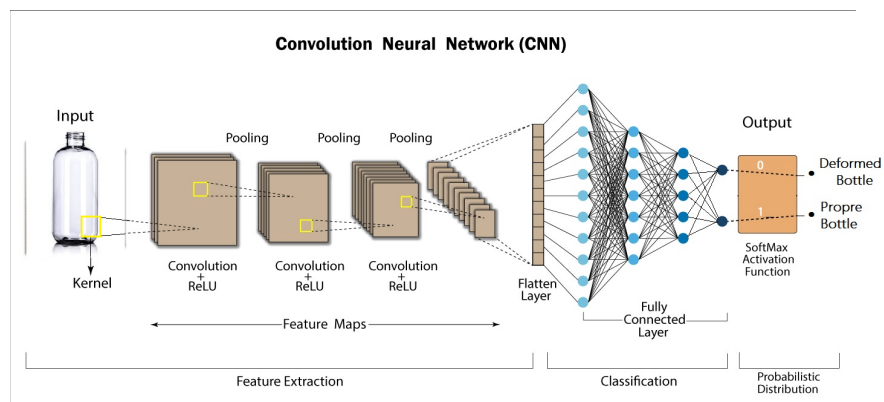 Convolution Neural Network (CNN)
Input
Pooling
Pooling
Pooling
Output
0
Deformed
Bottle
1
Propre
Bottle
Kernel
Convolution
+
ReLU
Convolution
+
ReLU
Convolution
+
ReLU
Flatten
Layer
SoftMax
Activation
Function
Feature Maps
Fully
Connected
Layer
Feature Extraction
Classification
Probabilistic
Distribution